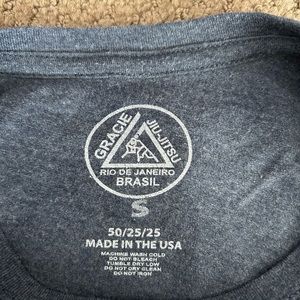 GRACIE JIU-JITSU
RIO DE JANEIRO
BRASIL
S
50/25/25
MADE IN THE USA
MACHINE WASH COLD
DO NOT BLEACH
TUMBLE DRY LOW
DO NOT DRY CLEAN
DO NOT IRON